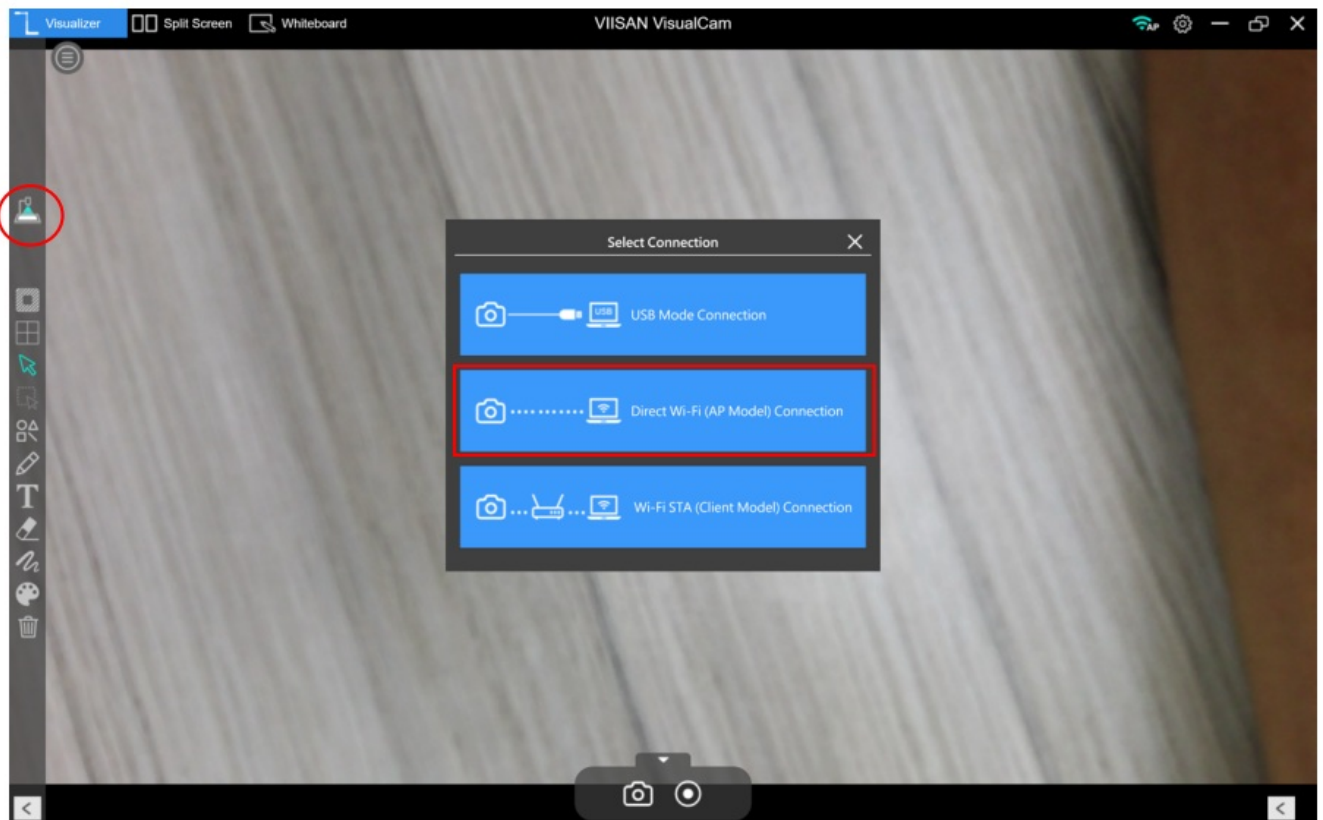 Visualizer
Split Screen
Whiteboard
VIISAN VisualCam
AP
Select Connection
USB
USB Mode Connection
Direct Wi-Fi (AP Model) Connection
Wi-Fi STA (Client Model) Connection
T